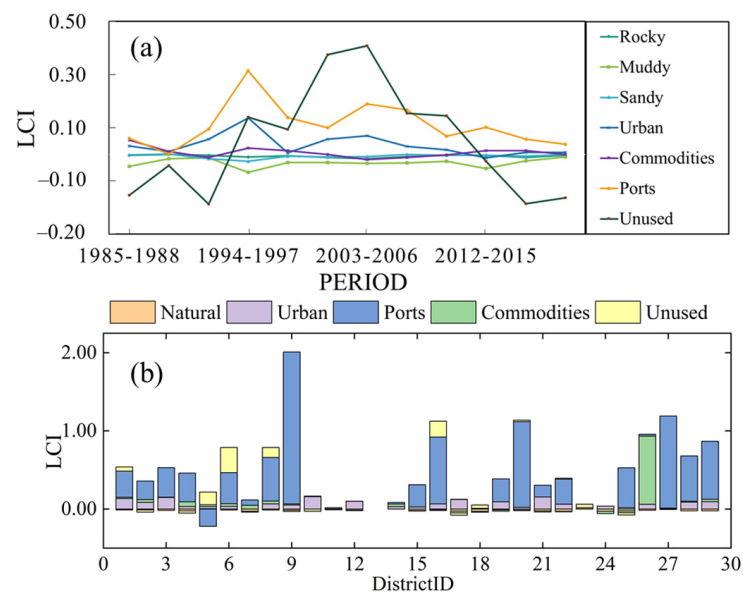 0.50
(a)
0.30
0.10
−0.10
−0.20
LCI
1985-1988 1994-1997 2003-2006 2012-2015
PERIOD
Rocky
Muddy
Sandy
Urban
Commodities
Ports
Unused
Natural Urban Ports Commodities Unused
(b)
2.00
1.00
0.00
LCI
0 3 6 9 12 15 18 21 24 27 30
DistrictID